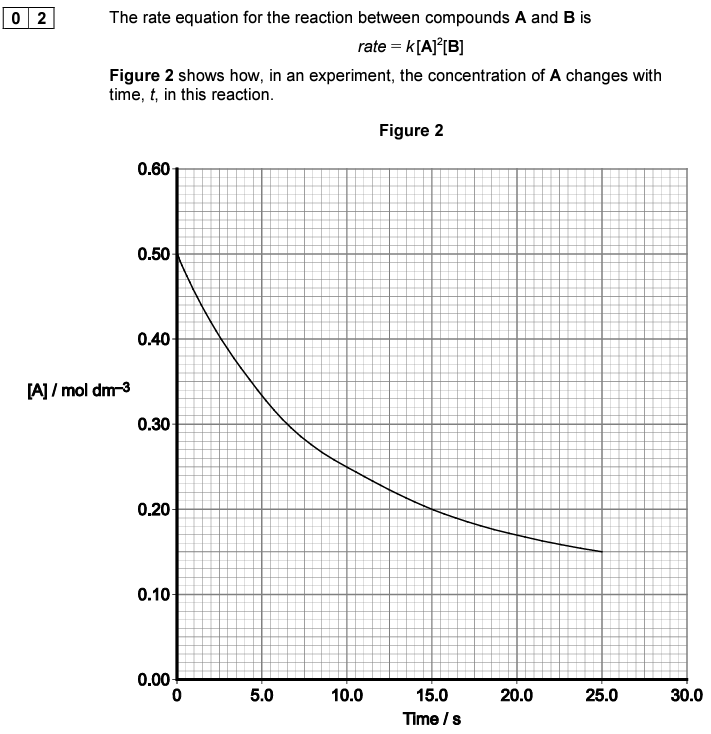 0 2 The rate equation for the reaction between compounds A and B is
rate = k[A]²[B]
Figure 2 shows how, in an experiment, the concentration of A changes with
time, t, in this reaction.
Figure 2
0.60
0.50
0.40
[A] / mol dm⁻³
0.30
0.20
0.10
0.00
0 5.0 10.0 15.0 20.0 25.0 30.0
Time / s